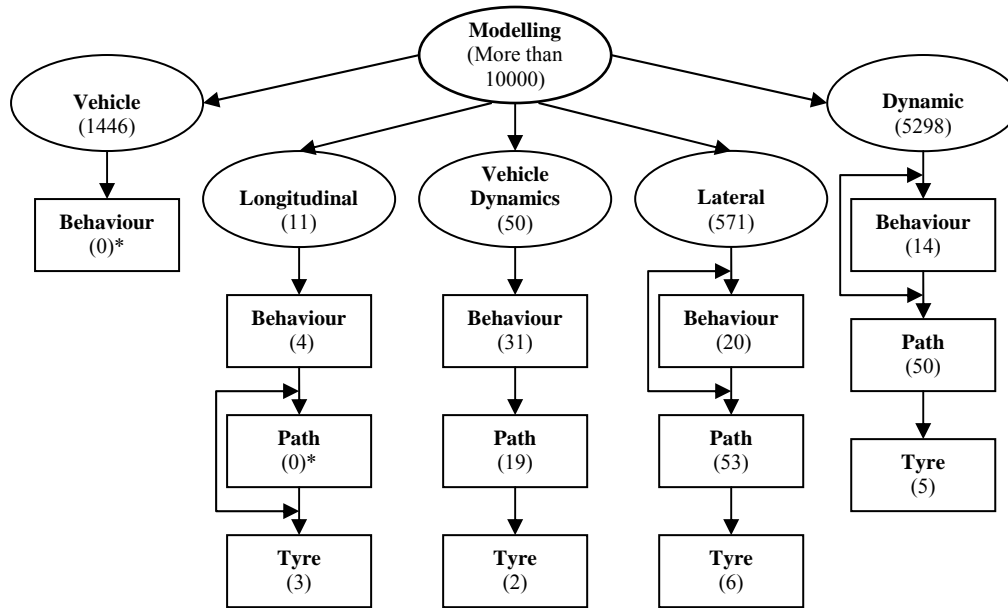 Modelling
(More than
10000)
Vehicle
(1446)
Dynamic
(5298)
Longitudinal
(11)
Vehicle
Dynamics
(50)
Lateral
(571)
Behaviour
(0)*
Behaviour
(14)
Behaviour
(4)
Behaviour
(31)
Behaviour
(20)
Path
(50)
Path
(0)*
Path
(19)
Path
(53)
Tyre
(5)
Tyre
(3)
Tyre
(2)
Tyre
(6)